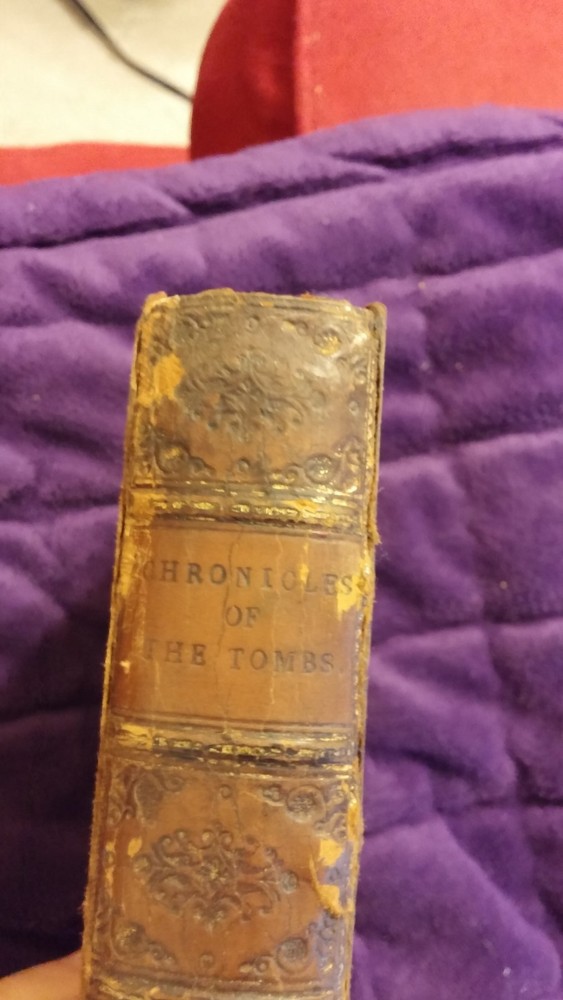 CHRONICLES
OF
THE TOMBS.